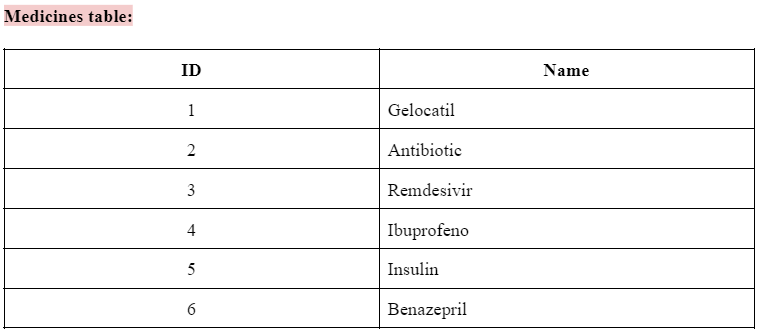 Medicines table:
ID Name
1 Gelocatil
2 Antibiotic
3 Remdesivir
4 Ibuprofeno
5 Insulin
6 Benazepril